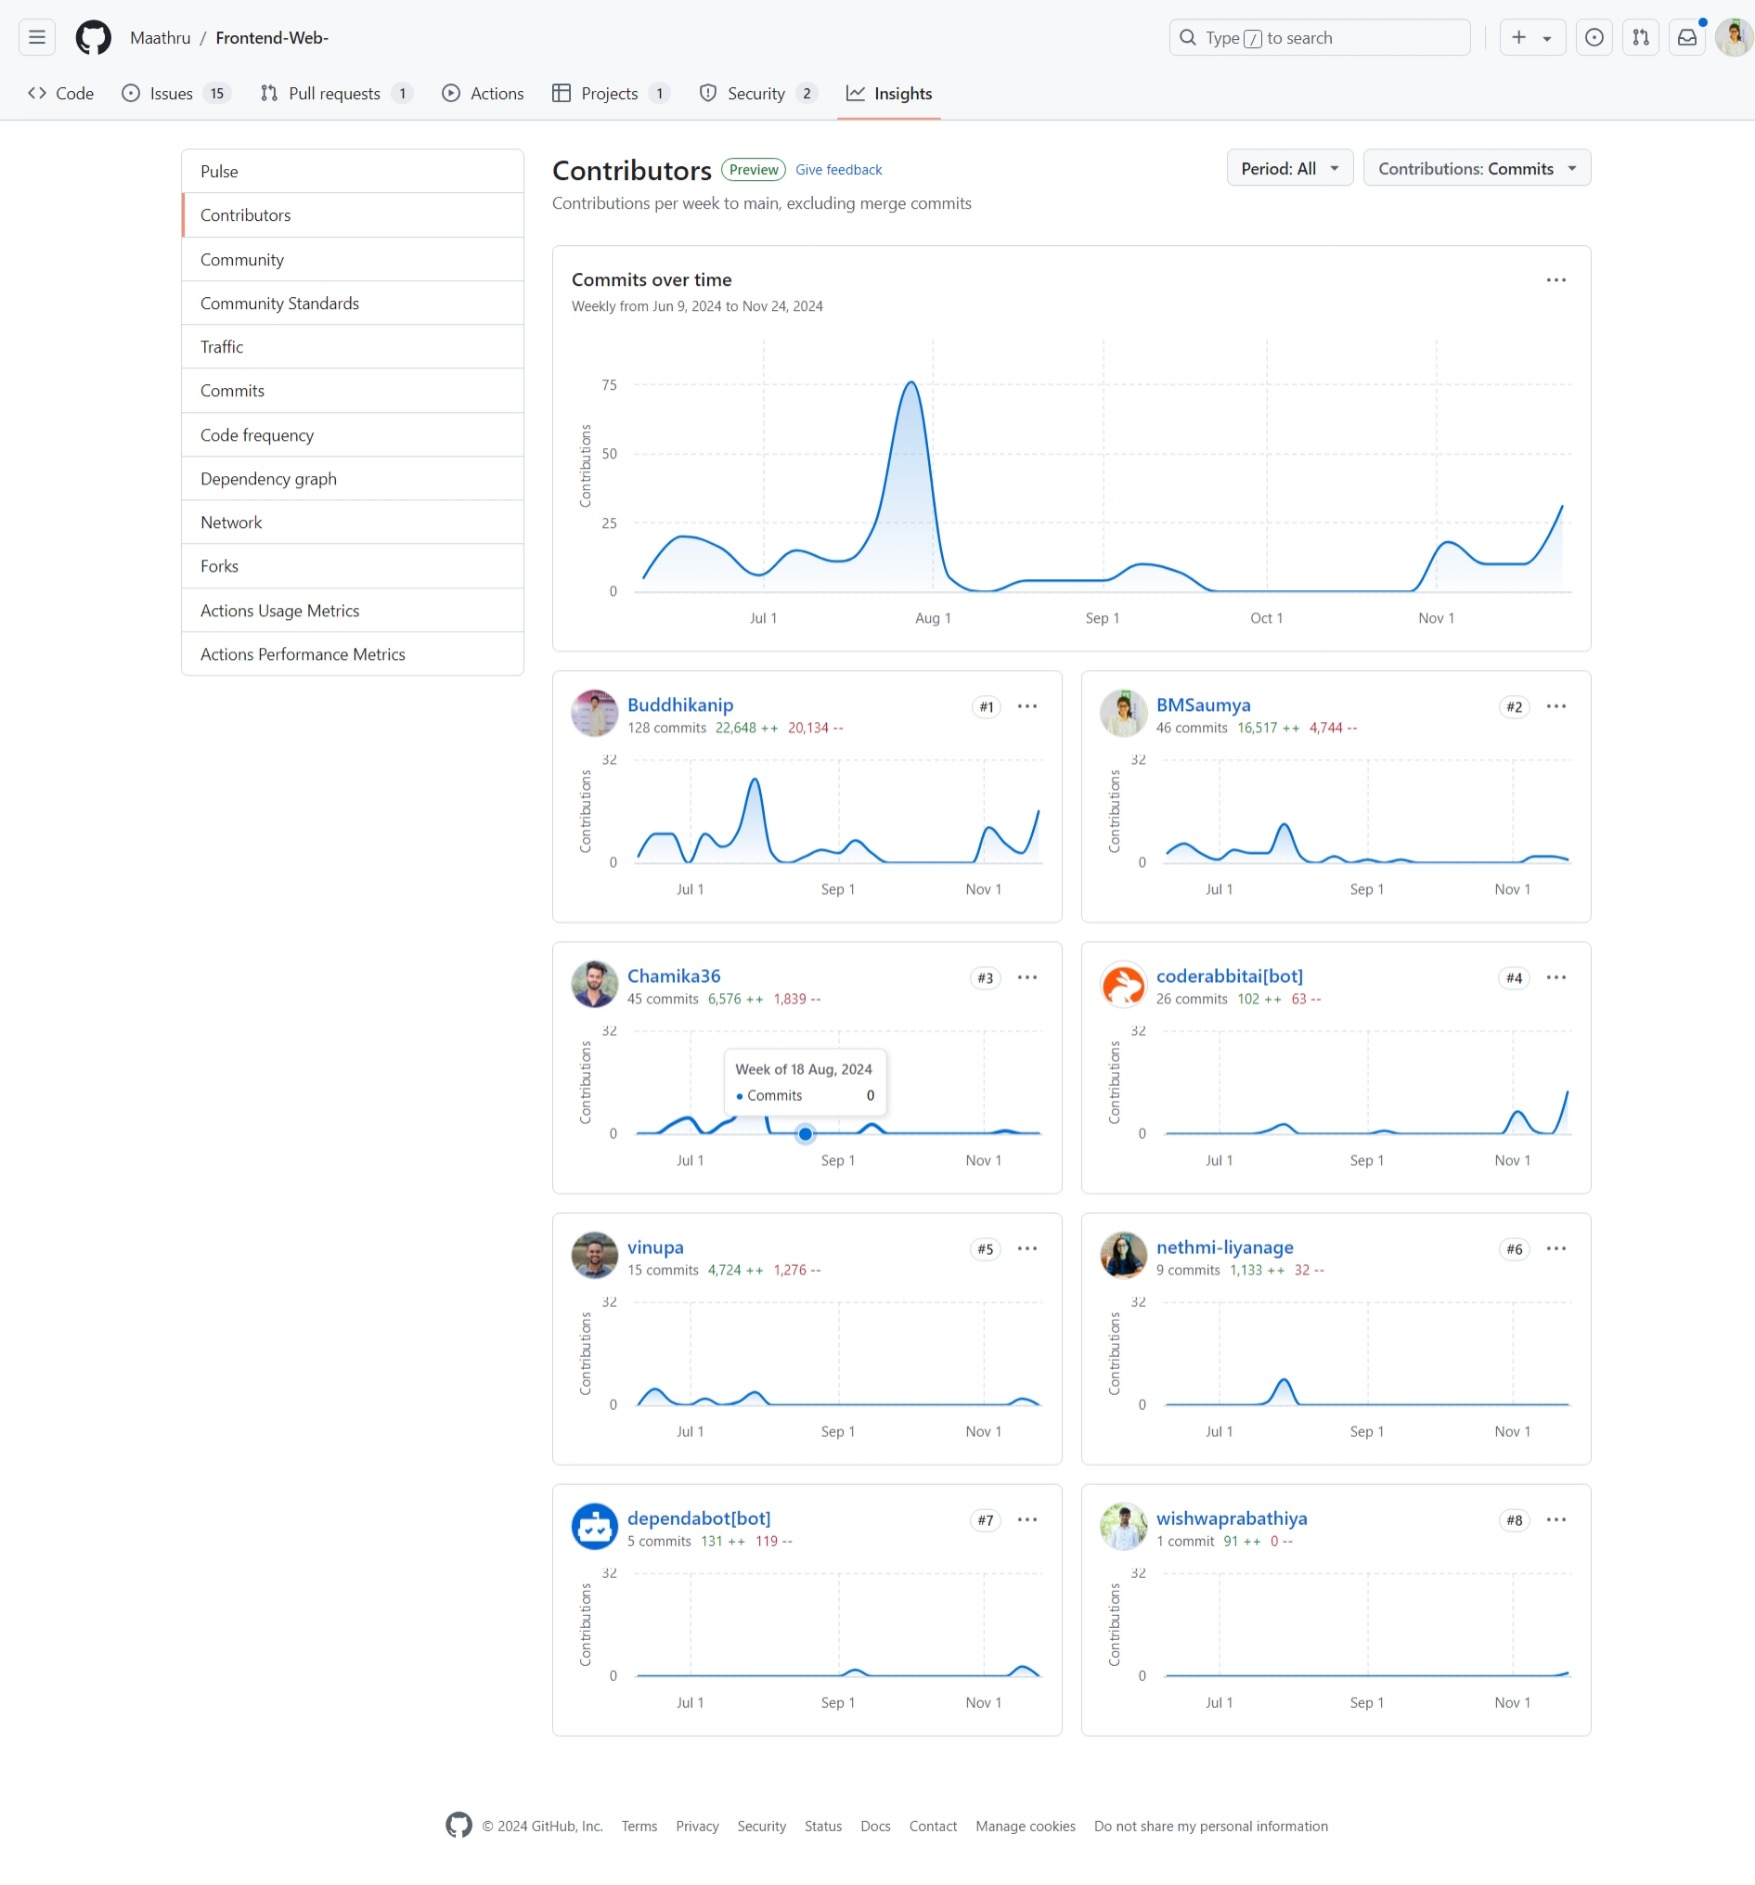 Maathru / Frontend-Web-
Type / to search
Code Issues 15 Pull requests 1 Actions Projects 1 Security 2 Insights
Pulse
Contributors
Community
Community Standards
Traffic
Commits
Code frequency
Dependency graph
Network
Forks
Actions Usage Metrics
Actions Performance Metrics
Contributors Preview Give feedback
Period: All
Contributions: Commits
Contributions per week to main, excluding merge commits
Commits over time
Weekly from Jun 9, 2024 to Nov 24, 2024
Contributions
75
50
25
0
Jul 1 Aug 1 Sep 1 Oct 1 Nov 1
Buddhikanip #1
128 commits 22,648 ++ 20,134 --
Contributions
32
0
Jul 1 Sep 1 Nov 1
BMSaumya #2
46 commits 16,517 ++ 4,744 --
Contributions
32
0
Jul 1 Sep 1 Nov 1
Chamika36 #3
45 commits 6,576 ++ 1,839 --
Contributions
32
Week of 18 Aug, 2024
Commits 0
0
Jul 1 Sep 1 Nov 1
coderabbitai[bot] #4
26 commits 102 ++ 63 --
Contributions
32
0
Jul 1 Sep 1 Nov 1
vinupa #5
15 commits 4,724 ++ 1,276 --
Contributions
32
0
Jul 1 Sep 1 Nov 1
nethmi-liyanage #6
9 commits 1,133 ++ 32 --
Contributions
32
0
Jul 1 Sep 1 Nov 1
dependabot[bot] #7
5 commits 131 ++ 119 --
Contributions
32
0
Jul 1 Sep 1 Nov 1
wishwaprabathiya #8
1 commit 91 ++ 0 --
Contributions
32
0
Jul 1 Sep 1 Nov 1
© 2024 GitHub, Inc. Terms Privacy Security Status Docs Contact Manage cookies Do not share my personal information